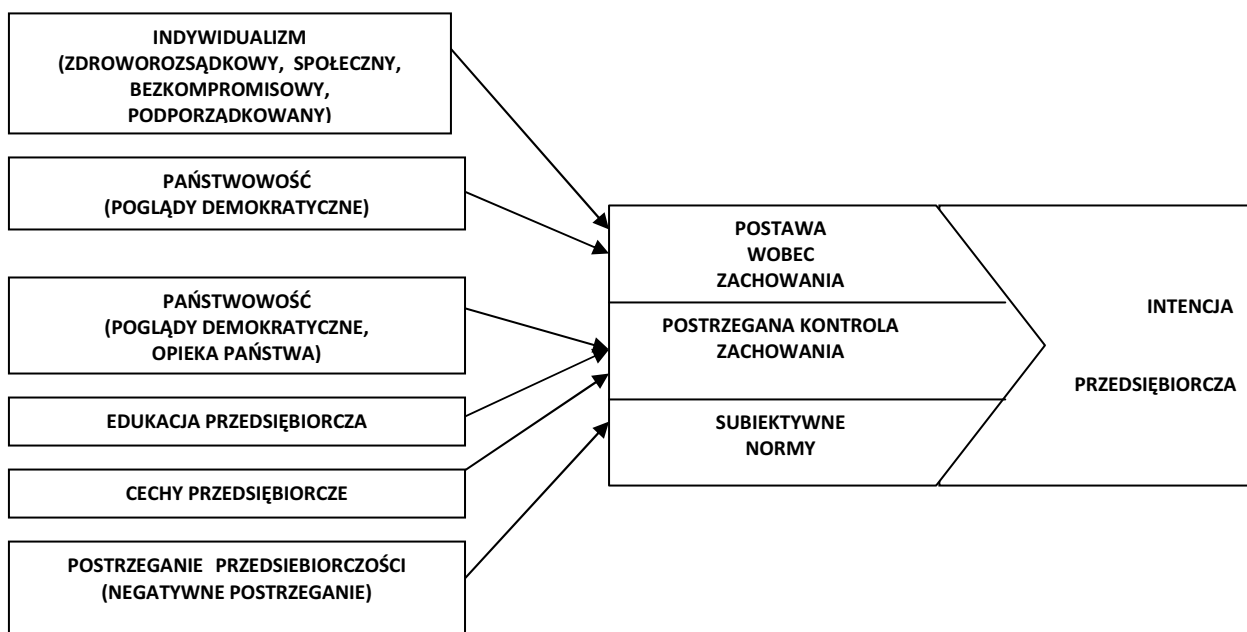 INDYWIDUALIZM
(ZDROWOROZSĄDKOWY, SPOŁECZNY,
BEZKOMPROMISOWY,
PODPORZĄDKOWANY)
PAŃSTWOWOŚĆ
(POGLĄDY DEMOKRATYCZNE)
PAŃSTWOWOŚĆ
(POGLĄDY DEMOKRATYCZNE,
OPIEKA PAŃSTWA)
EDUKACJA PRZEDSIĘBIORCZA
CECHY PRZEDSIĘBIORCZE
POSTRZEGANIE PRZEDSIEBIORCZOŚCI
(NEGATYWNE POSTRZEGANIE)
POSTAWA
WOBEC
ZACHOWANIA
POSTRZEGANA KONTROLA
ZACHOWANIA
SUBIEKTYWNE
NORMY
INTENCJA
PRZEDSIĘBIORCZA